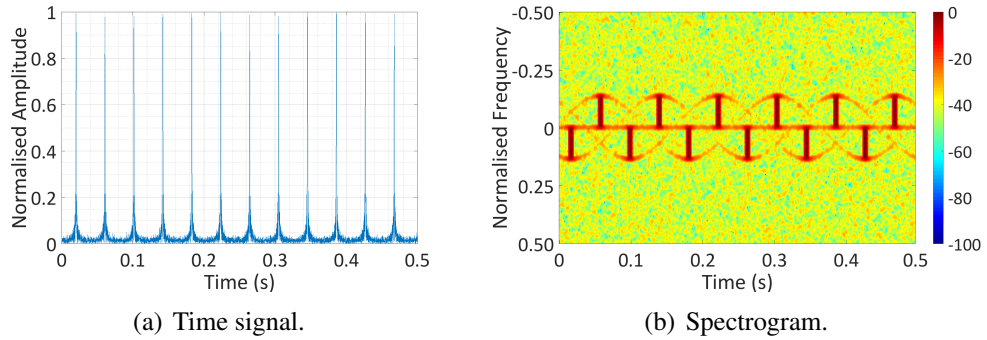 1
0.8
0.6
0.4
0.2
0
Normalised Amplitude
0 0.1 0.2 0.3 0.4 0.5
Time (s)
(a) Time signal.
-0.50
-0.25
0
0.25
0.50
Normalised Frequency
0 0.1 0.2 0.3 0.4 0.5
Time (s)
0
-20
-40
-60
-80
-100
(b) Spectrogram.